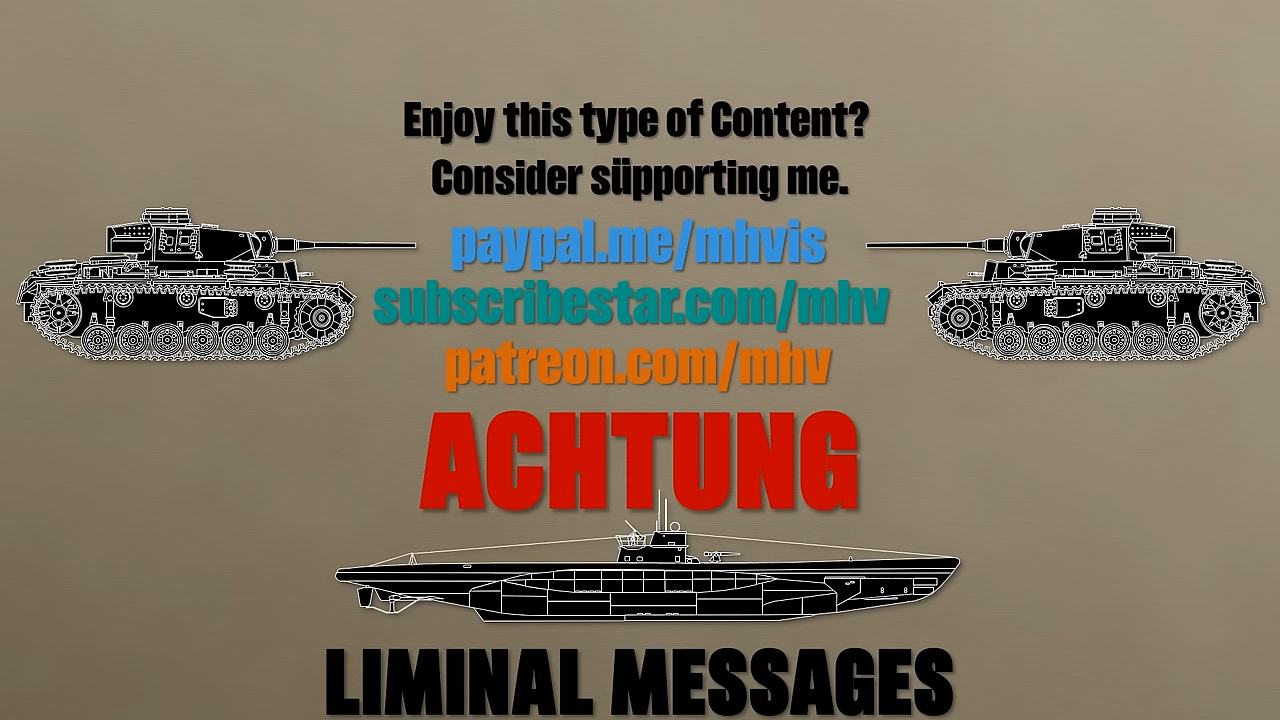 Enjoy this type of Content?
Consider süpporting me.
paypal.me/mhvis
subscribestar.com/mhv
patreon.com/mhv
ACHTUNG
LIMINAL MESSAGES